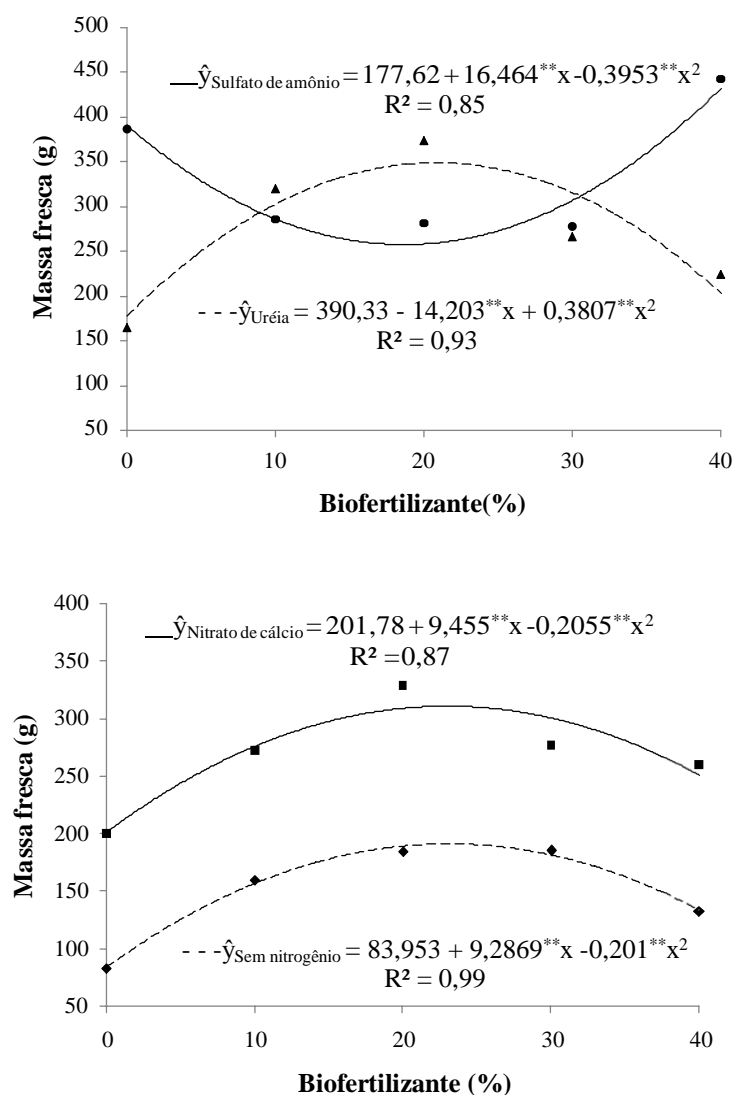 500
450
400
350
300
250
200
150
100
50
Massa fresca (g)
ŷSulfato de amônio = 177,62 + 16,464**x -0,3953**x²
R² = 0,85
ŷUréia = 390,33 - 14,203**x + 0,3807**x²
R² = 0,93
0 10 20 30 40
Biofertilizante(%)
400
350
300
250
200
150
100
50
Massa fresca (g)
ŷNitrato de cálcio = 201,78 + 9,455**x -0,2055**x²
R² =0,87
ŷSem nitrogênio = 83,953 + 9,2869**x -0,201**x²
R² = 0,99
0 10 20 30 40
Biofertilizante (%)